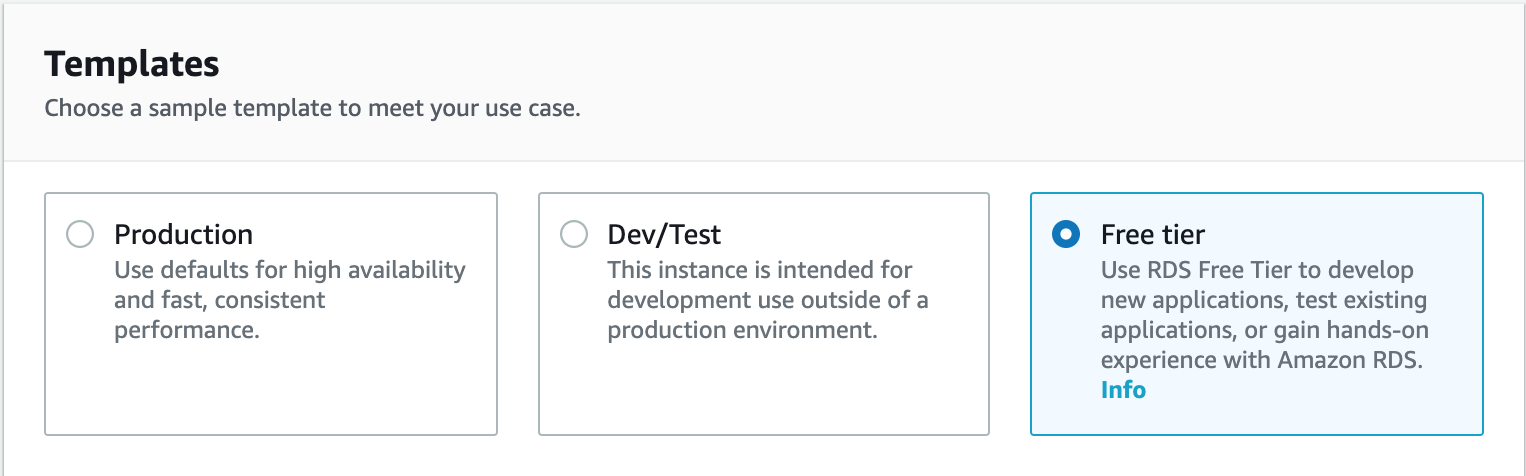 Templates
Choose a sample template to meet your use case.
Production
Use defaults for high availability
and fast, consistent
performance.
Dev/Test
This instance is intended for
development use outside of a
production environment.
Free tier
Use RDS Free Tier to develop
new applications, test existing
applications, or gain hands-on
experience with Amazon RDS.
Info